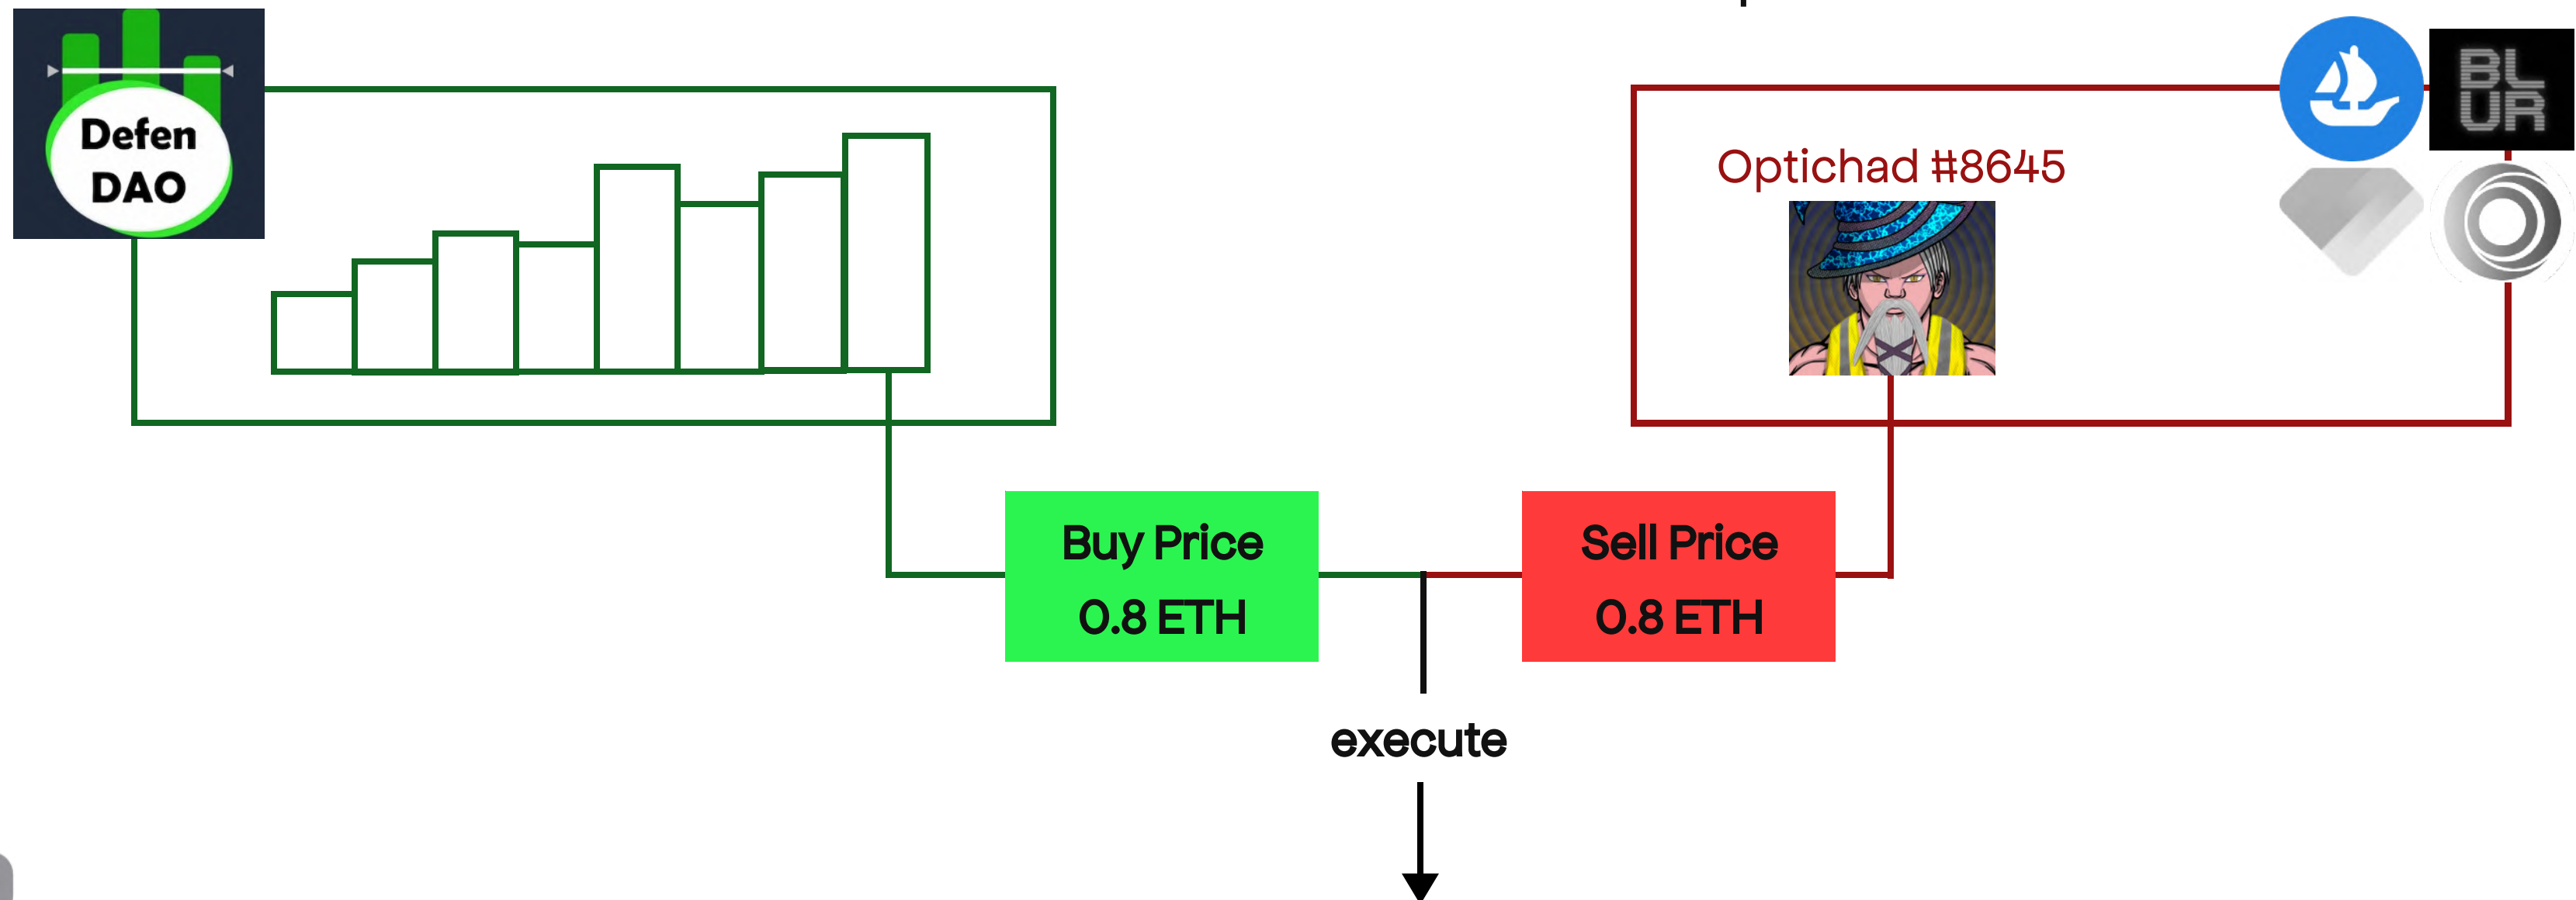 Defen
DAO
BL
UR
Optichad #8645
Buy Price
0.8 ETH
Sell Price
0.8 ETH
execute